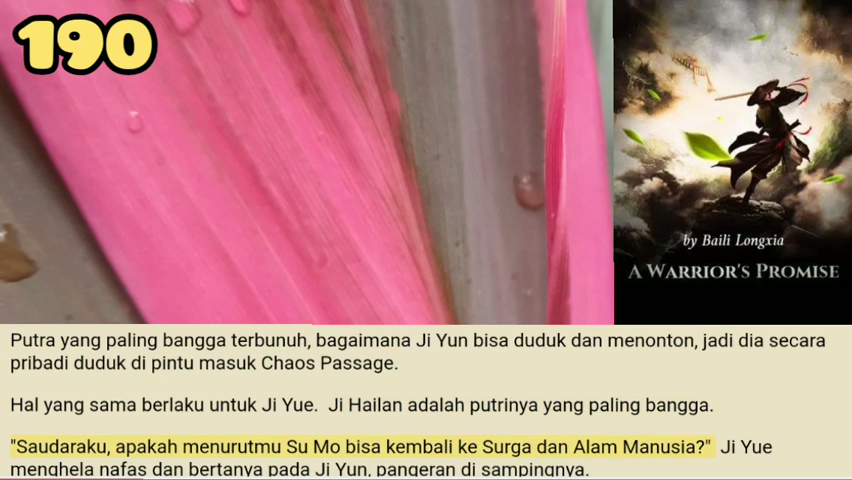 190
by Baili Longxia
A WARRIOR'S PROMISE
Putra yang paling bangga terbunuh, bagaimana Ji Yun bisa duduk dan menonton, jadi dia secara
pribadi duduk di pintu masuk Chaos Passage.
Hal yang sama berlaku untuk Ji Yue.  Ji Hailan adalah putrinya yang paling bangga.
"Saudaraku, apakah menurutmu Su Mo bisa kembali ke Surga dan Alam Manusia?" Ji Yue
menghela nafas dan bertanya pada Ji Yun, pangeran di sampingnya.